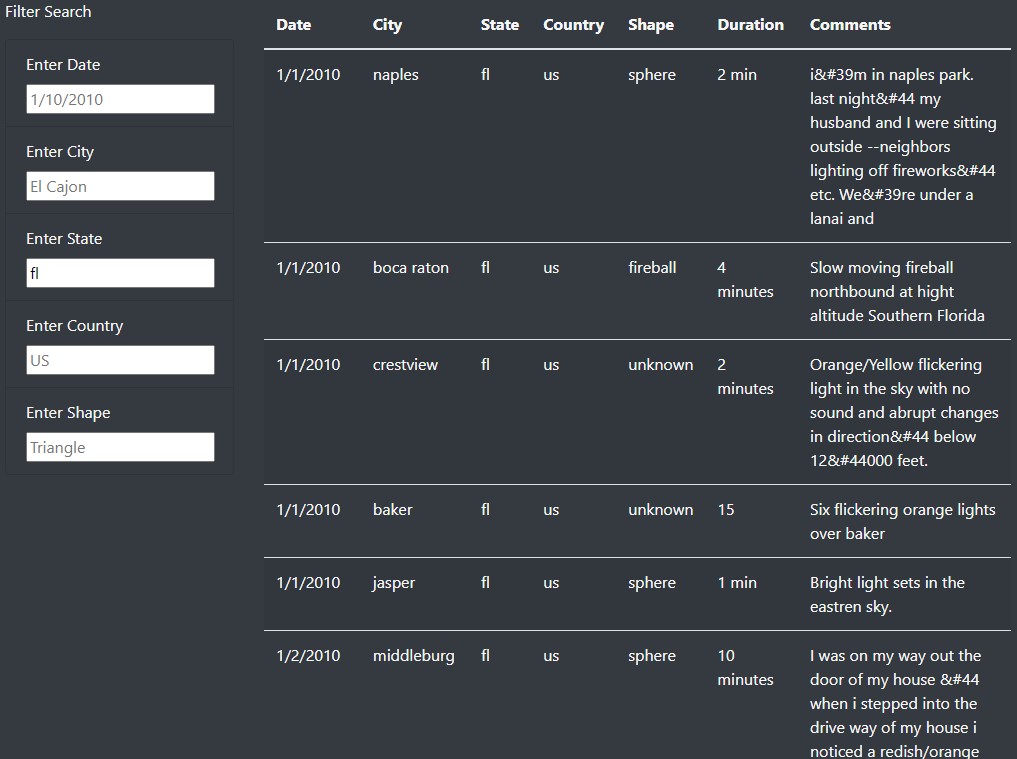 Filter Search
Enter Date
1/10/2010
Enter City
El Cajon
Enter State
fl
Enter Country
US
Enter Shape
Triangle
Date City State Country Shape Duration Comments
1/1/2010 naples fl us sphere 2 min i&#39m in naples park.
last night&#44 my
husband and I were sitting
outside --neighbors
lighting off fireworks&#44
etc. We&#39re under a
lanai and
1/1/2010 boca raton fl us fireball 4 Slow moving fireball
minutes northbound at hight
altitude Southern Florida
1/1/2010 crestview fl us unknown 2 Orange/Yellow flickering
minutes light in the sky with no
sound and abrupt changes
in direction&#44 below
12&#44000 feet.
1/1/2010 baker fl us unknown 15 Six flickering orange lights
over baker
1/1/2010 jasper fl us sphere 1 min Bright light sets in the
eastren sky.
1/2/2010 middleburg fl us sphere 10 I was on my way out the
minutes door of my house &#44
when i stepped into the
drive way of my house i
noticed a redish/orange